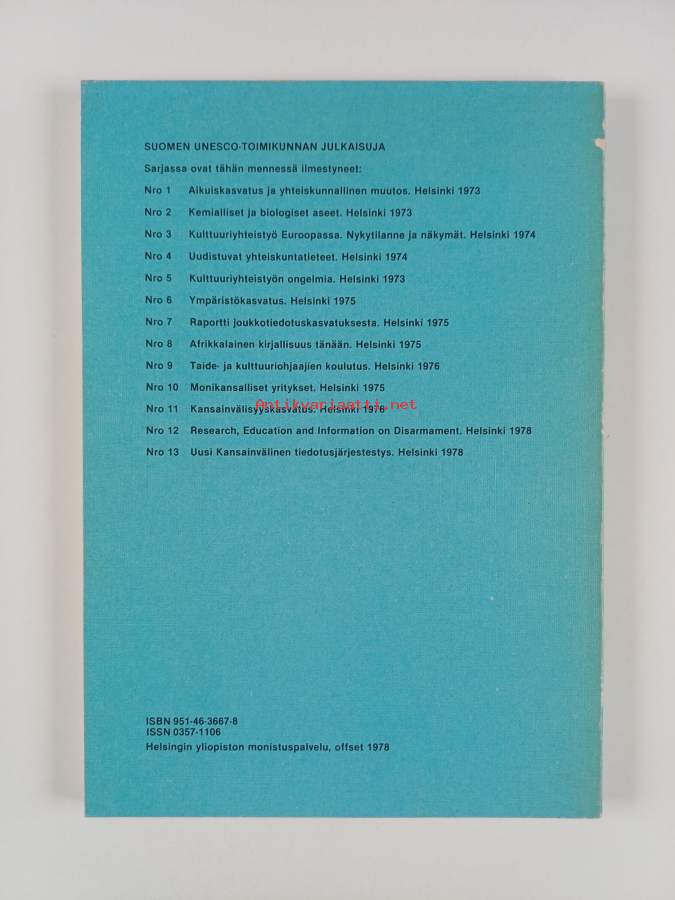 SUOMEN UNESCO-TOIMIKUNNAN JULKAISUJA
Sarjassa ovat tähän mennessä ilmestyneet:
Nro 1 Aikuiskasvatus ja yhteiskunnallinen muutos. Helsinki 1973
Nro 2 Kemialliset ja biologiset aseet. Helsinki 1973
Nro 3 Kulttuuriyhteistyö Euroopassa. Nykytilanne ja näkymät. Helsinki 1974
Nro 4 Uudistuvat yhteiskuntatieteet. Helsinki 1974
Nro 5 Kulttuuriyhteistyön ongelmia. Helsinki 1973
Nro 6 Ympäristökasvatus. Helsinki 1975
Nro 7 Raportti joukkotiedotuskasvatuksesta. Helsinki 1975
Nro 8 Afrikkalainen kirjallisuus tänään. Helsinki 1975
Nro 9 Taide- ja kulttuuriohjaajien koulutus. Helsinki 1976
Nro 10 Monikansalliset yritykset. Helsinki 1975
Antikvariaatti.net
Nro 11 Kansainvälisyyskasvatus. Helsinki 1976
Nro 12 Research, Education and Information on Disarmament. Helsinki 1978
Nro 13 Uusi Kansainvälinen tiedotusjärjestestys. Helsinki 1978
ISBN 951-46-3667-8
ISSN 0357-1106
Helsingin yliopiston monistuspalvelu, offset 1978